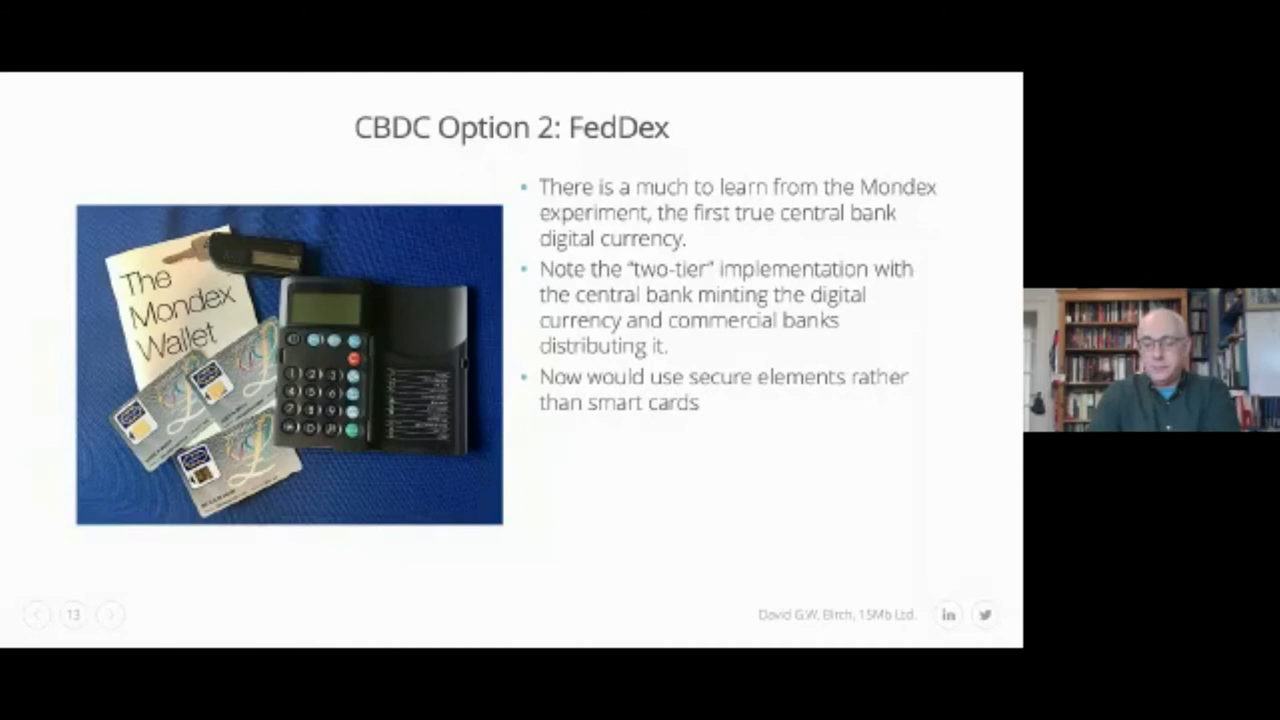 CBDC Option 2: FedDex
• There is a much to learn from the Mondex
experiment, the first true central bank
digital currency.
• Note the "two-tier" implementation with
the central bank minting the digital
currency and commercial banks
distributing it.
• Now would use secure elements rather
than smart cards
The
Mondex
Wallet
13
David G.W. Birch, 15Mb Ltd.
in